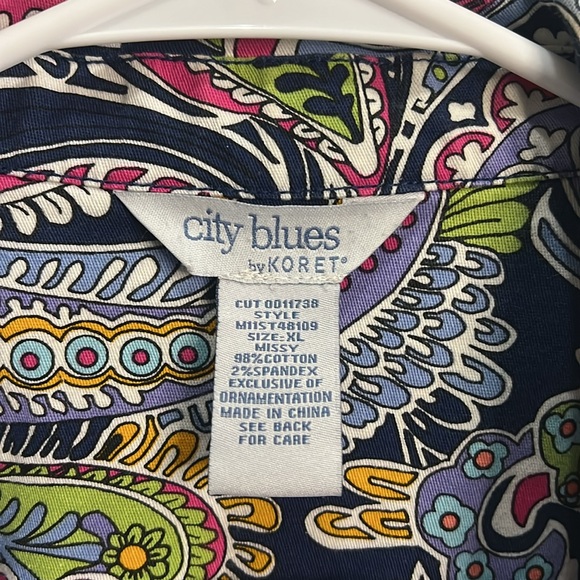 city blues
by KORET®
CUT 0011738
STYLE
M11ST48109
SIZE:XL
MISSY
98%COTTON
2%SPANDEX
EXCLUSIVE OF
ORNAMENTATION
MADE IN CHINA
SEE BACK
FOR CARE